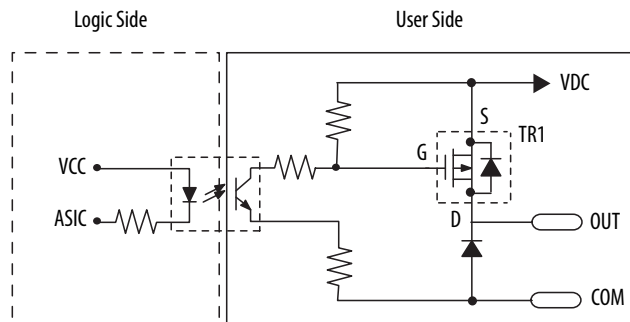 Logic Side
User Side
VDC
S
TR1
G
VCC
ASIC
D
OUT
COM